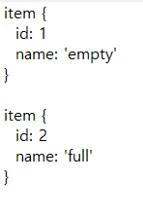 item {
   id: 1
   name: 'empty'
}

item {
   id: 2
   name: 'full'
}